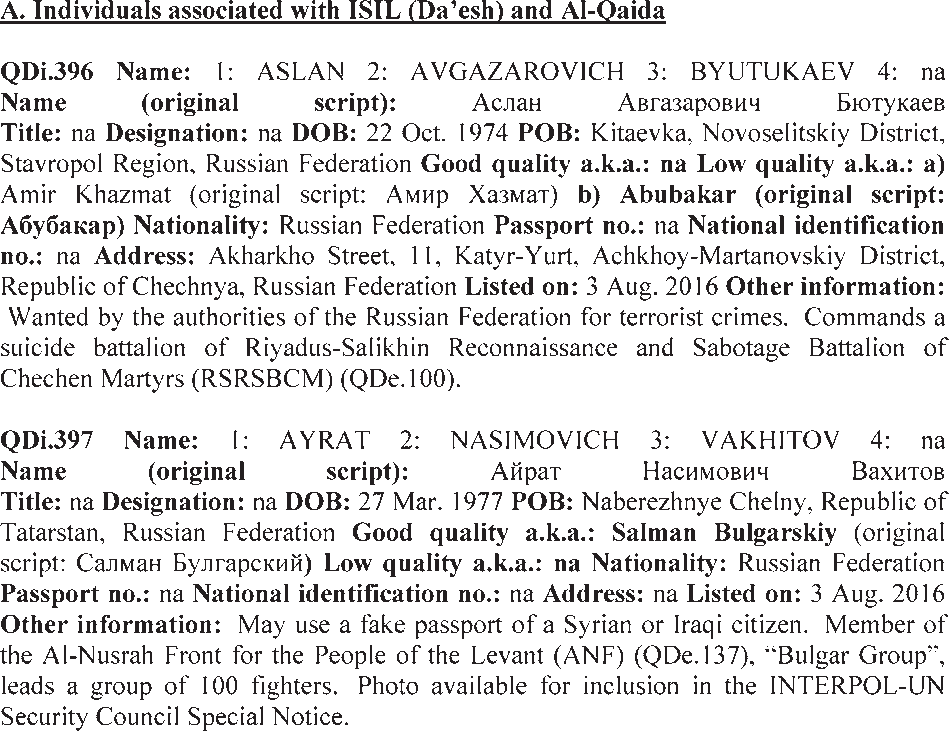 A. Individuals associated with ISIL (Da’esh) and Al-Qaida
QDi.396 Name: 1: ASLAN 2: AVGAZAROVICH 3: BYUTUKAEV 4: na
Name (original script): Аслан Авгазарович Бютукаев
Title: na Designation: na DOB: 22 Oct. 1974 POB: Kitaevka, Novoselitskiy District,
Stavropol Region, Russian Federation Good quality a.k.a.: na Low quality a.k.a.: a)
Amir Khazmat (original script: Амир Хазмат) b) Abubakar (original script:
Абубакар) Nationality: Russian Federation Passport no.: na National identification
no.: na Address: Akharkho Street, 11, Katyr-Yurt, Achkhoy-Martanovskiy District,
Republic of Chechnya, Russian Federation Listed on: 3 Aug. 2016 Other information:
Wanted by the authorities of the Russian Federation for terrorist crimes. Commands a
suicide battalion of Riyadus-Salikhin Reconnaissance and Sabotage Battalion of
Chechen Martyrs (RSRSBCM) (QDe.100).
QDi.397 Name: 1: AYRAT 2: NASIMOVICH 3: VAKHITOV 4: na
Name (original script): Айрат Насимович Вахитов
Title: na Designation: na DOB: 27 Mar. 1977 POB: Naberezhnye Chelny, Republic of
Tatarstan, Russian Federation Good quality a.k.a.: Salman Bulgarskiy (original
script: Салман Булгарский) Low quality a.k.a.: na Nationality: Russian Federation
Passport no.: na National identification no.: na Address: na Listed on: 3 Aug. 2016
Other information: May use a fake passport of a Syrian or Iraqi citizen. Member of
the Al-Nusrah Front for the People of the Levant (ANF) (QDe.137), “Bulgar Group”,
leads a group of 100 fighters. Photo available for inclusion in the INTERPOL-UN
Security Council Special Notice.